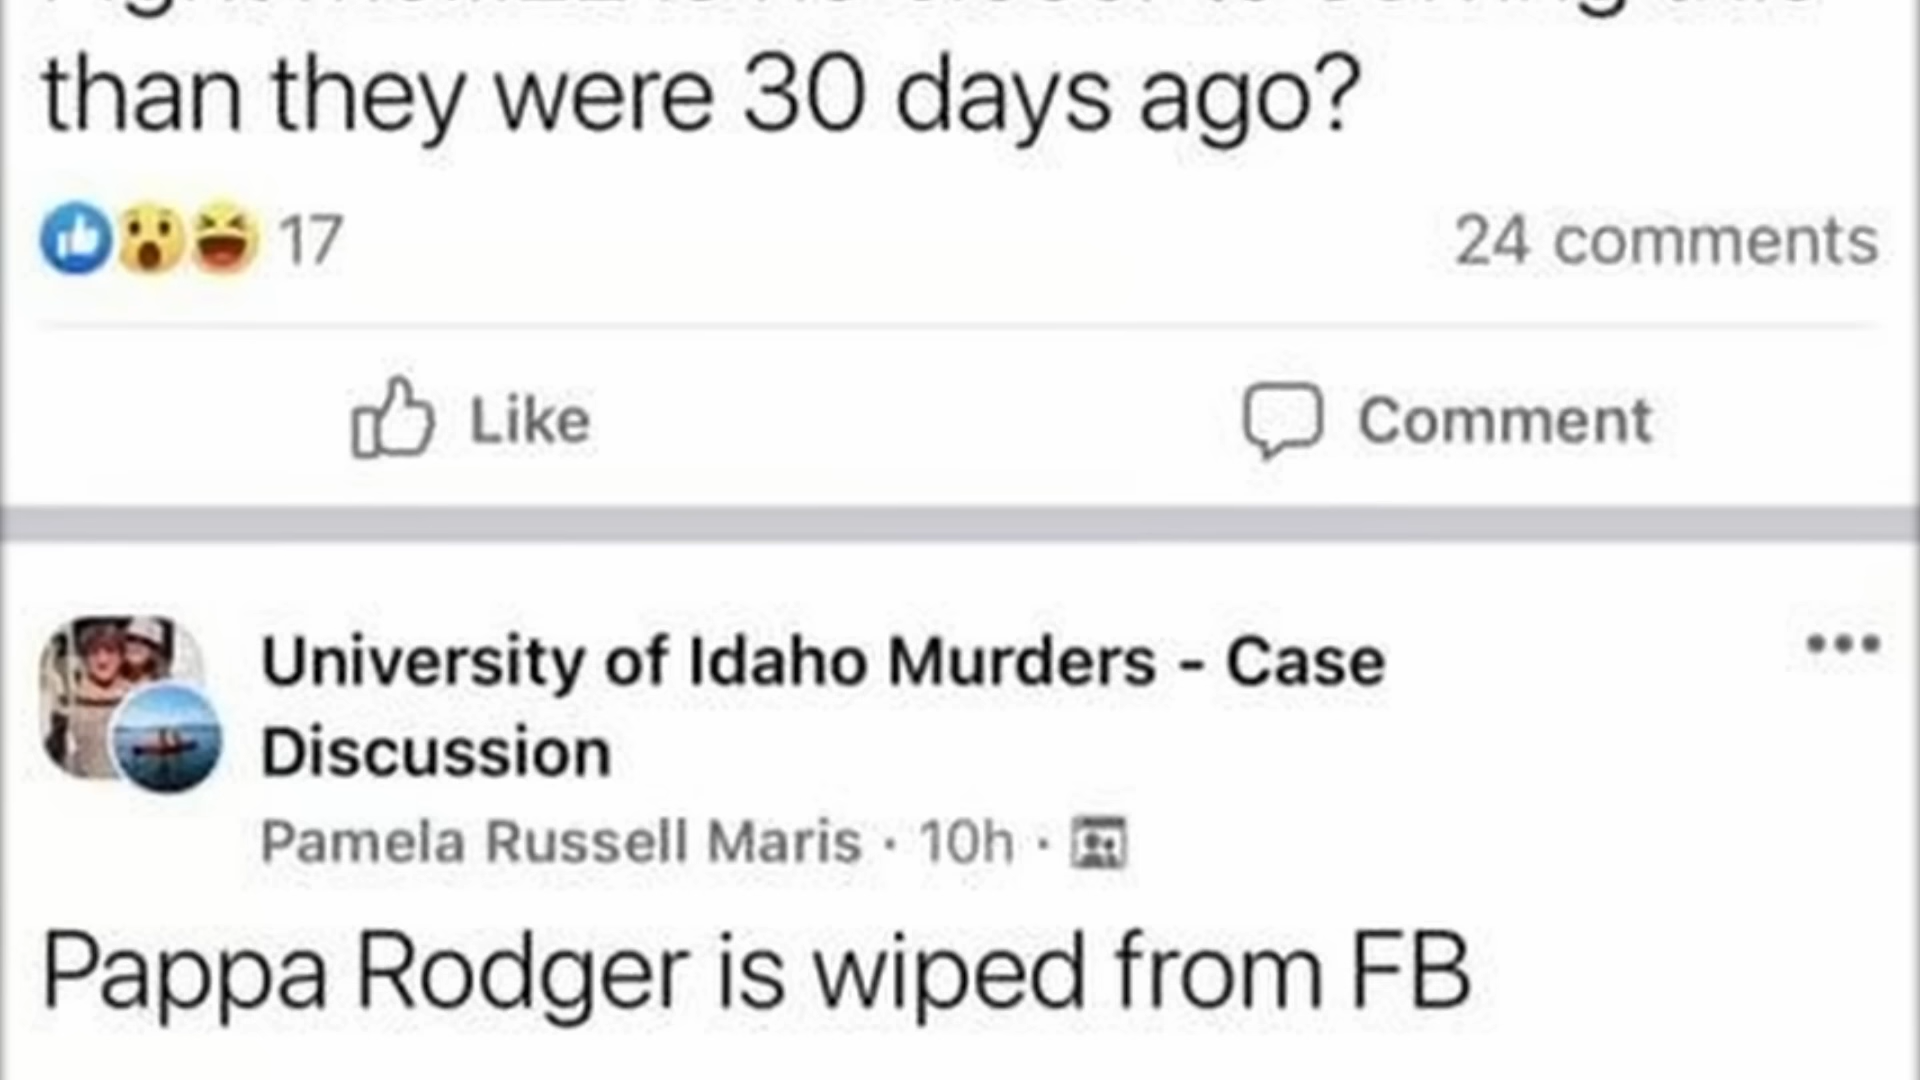 than they were 30 days ago?
17
24 comments
Like
Comment
University of Idaho Murders - Case
Discussion
Pamela Russell Maris · 10h ·
Pappa Rodger is wiped from FB